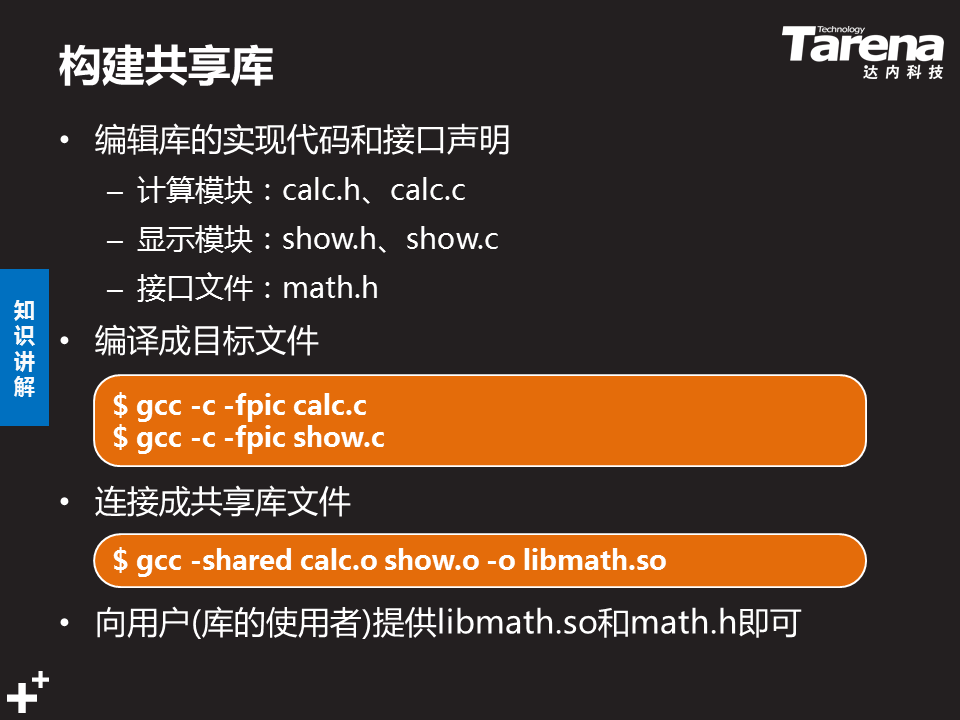 构建共享库
Technology
Tarena
达内科技
• 编辑库的实现代码和接口声明
– 计算模块：calc.h、calc.c
– 显示模块：show.h、show.c
– 接口文件：math.h
知识讲解
• 编译成目标文件
$ gcc -c -fpic calc.c
$ gcc -c -fpic show.c
• 连接成共享库文件
$ gcc -shared calc.o show.o -o libmath.so
• 向用户(库的使用者)提供libmath.so和math.h即可